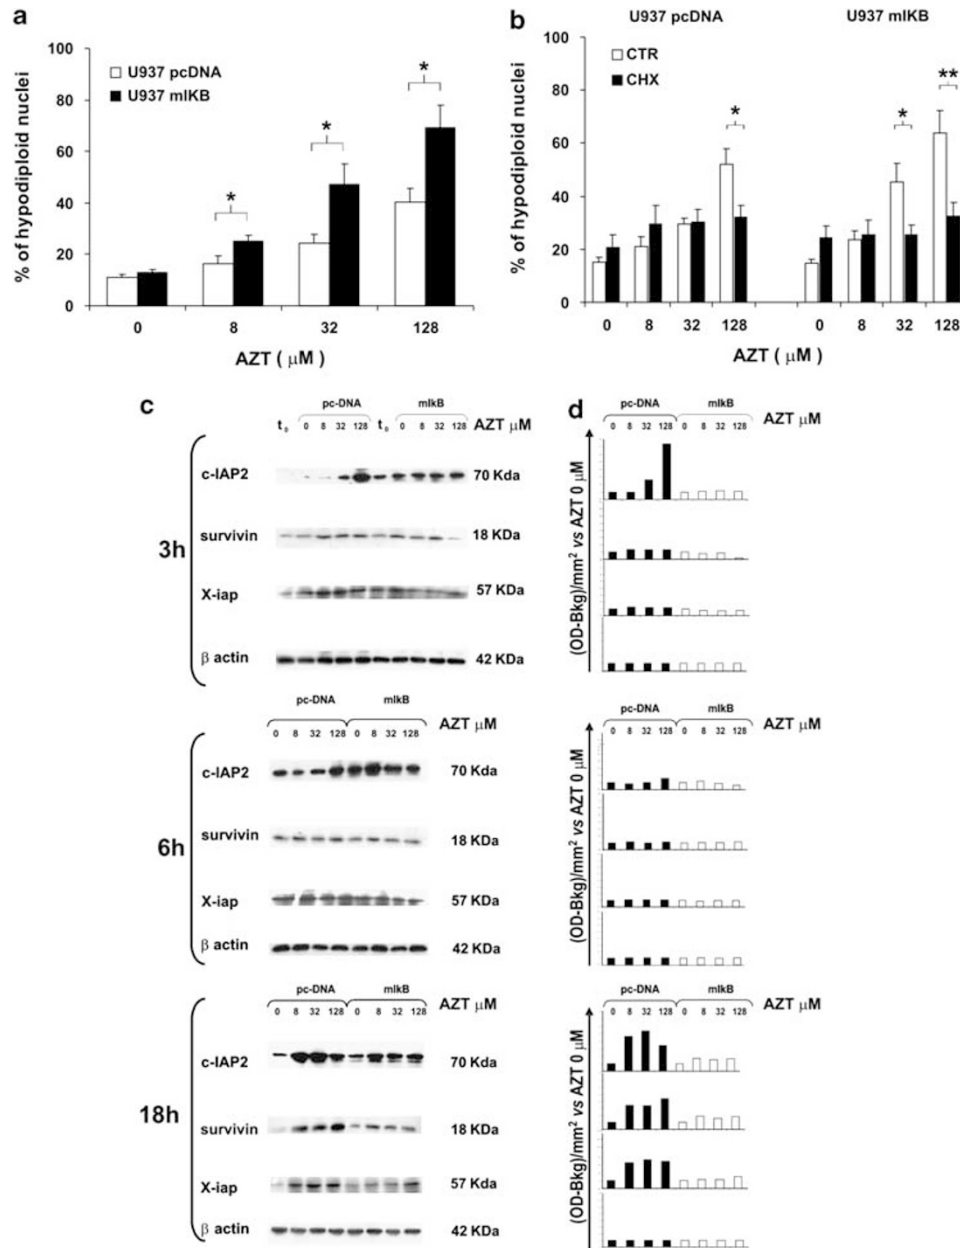 a
100
80
60
40
20
0
% of hypodiploid nuclei
U937 pcDNA
U937 mIKB
*
*
*
0 8 32 128
AZT ( µM )
b
U937 pcDNA U937 mIKB
100
80
60
40
20
0
% of hypodiploid nuclei
CTR
CHX
*
*
**
0 8 32 128 0 8 32 128
AZT ( µM )
c
pc-DNA mIkB
t0 0 8 32 128 t0 0 8 32 128 AZT µM
3h
c-IAP2 70 Kda
survivin 18 KDa
X-iap 57 KDa
β actin 42 KDa
pc-DNA mIkB
0 8 32 128 0 8 32 128 AZT µM
6h
c-IAP2 70 Kda
survivin 18 KDa
X-iap 57 KDa
β actin 42 KDa
pc-DNA mIkB
0 8 32 128 0 8 32 128 AZT µM
18h
c-IAP2 70 Kda
survivin 18 KDa
X-iap 57 KDa
β actin 42 KDa
d
pc-DNA mIkB
0 8 32 128 0 8 32 128 AZT µM
(OD-Bkg)/mm² vs AZT 0 µM
pc-DNA mIkB
0 8 32 128 0 8 32 128 AZT µM
(OD-Bkg)/mm² vs AZT 0 µM
pc-DNA mIkB
0 8 32 128 0 8 32 128 AZT µM
(OD-Bkg)/mm² vs AZT 0 µM